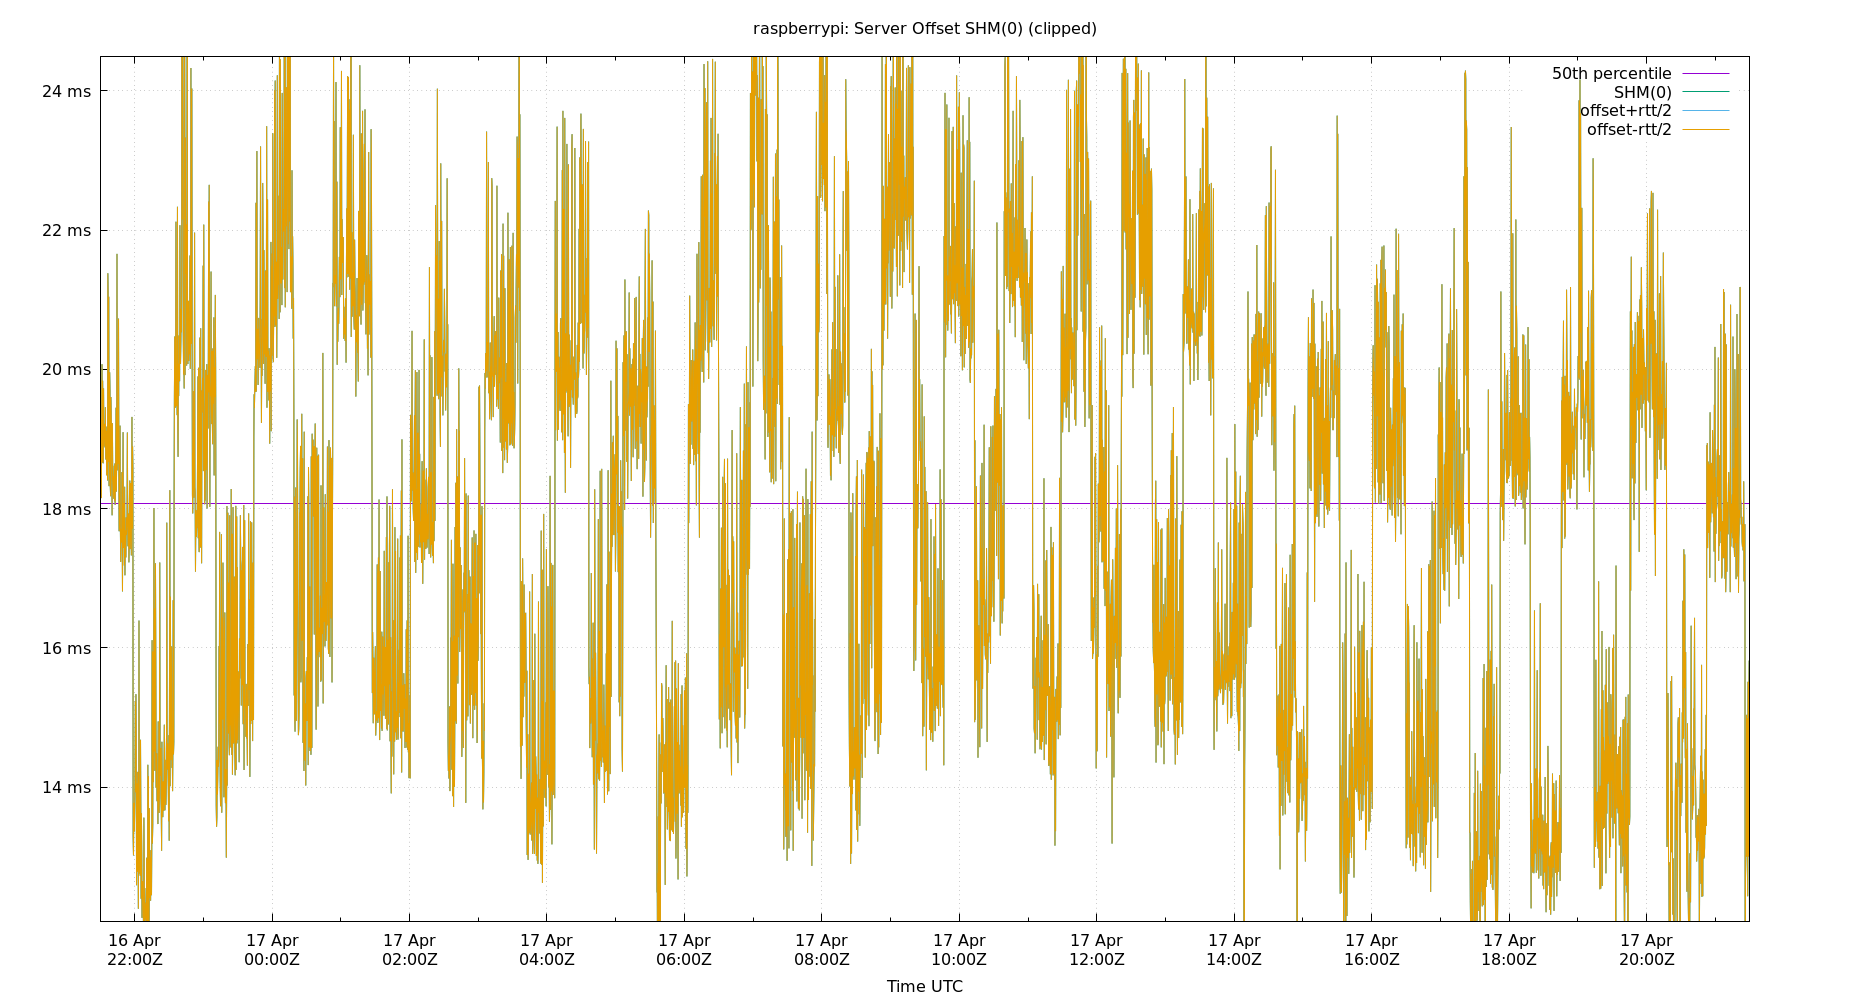 raspberrypi: Server Offset SHM(0) (clipped)
50th percentile
SHM(0)
offset+rtt/2
offset-rtt/2
24 ms
22 ms
20 ms
18 ms
16 ms
14 ms
16 Apr 17 Apr 17 Apr 17 Apr 17 Apr 17 Apr 17 Apr 17 Apr 17 Apr 17 Apr 17 Apr 17 Apr
22:00Z 00:00Z 02:00Z 04:00Z 06:00Z 08:00Z 10:00Z 12:00Z 14:00Z 16:00Z 18:00Z 20:00Z
Time UTC